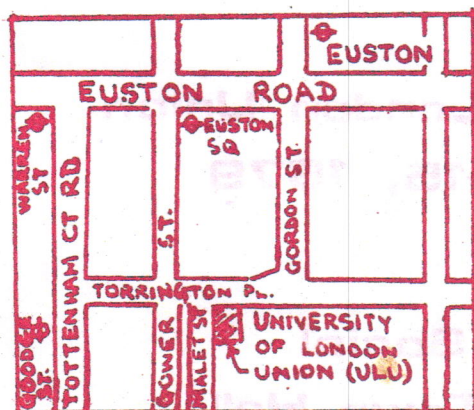 EUSTON
EUSTON ROAD
WARREN
ST
EUSTON
SQ
TOTTENHAM CT RD
GOWER ST.
GORDON ST.
TORRINGTON PL.
GOODGE
ST.
MALET ST
UNIVERSITY
OF LONDON
UNION (ULU)